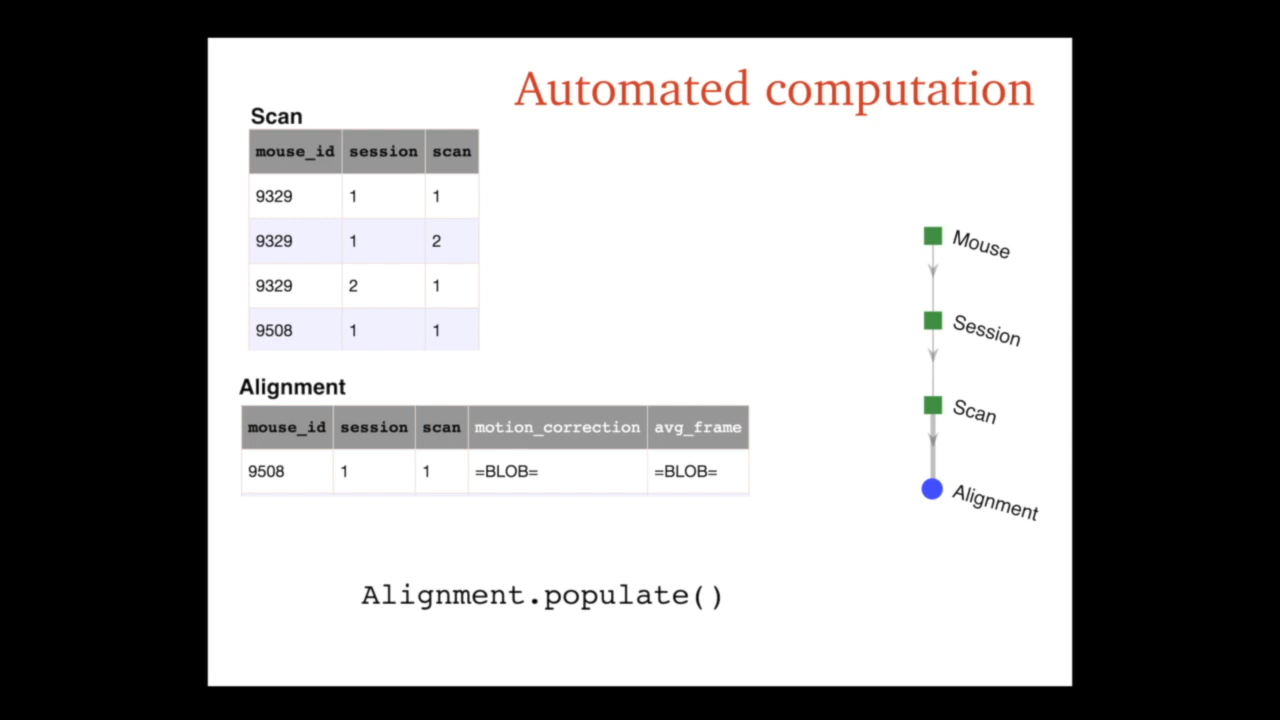 Automated computation
Scan
mouse_id session scan
9329 1 1
9329 1 2
9329 2 1
9508 1 1
Alignment
mouse_id session scan motion_correction avg_frame
9508 1 1 =BLOB= =BLOB=
Alignment.populate()
Mouse
Session
Scan
Alignment